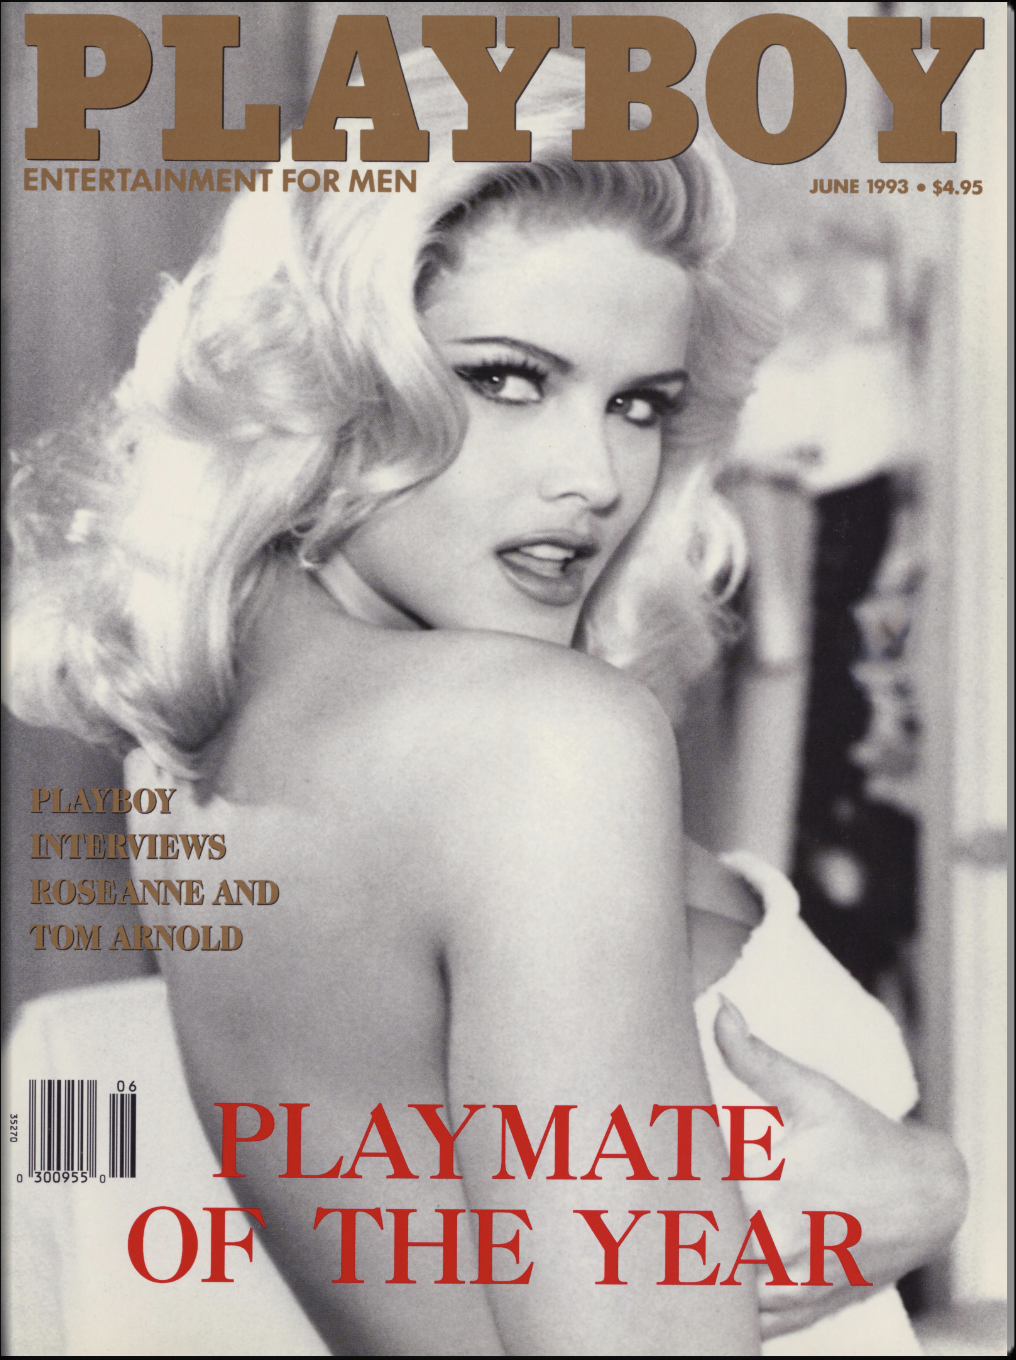 PLAYBOY
ENTERTAINMENT FOR MEN
JUNE 1993 • $4.95
PLAYBOY
INTERVIEWS
ROSEANNE AND
TOM ARNOLD
06
35270
0 300955 0
PLAYMATE
OF THE YEAR